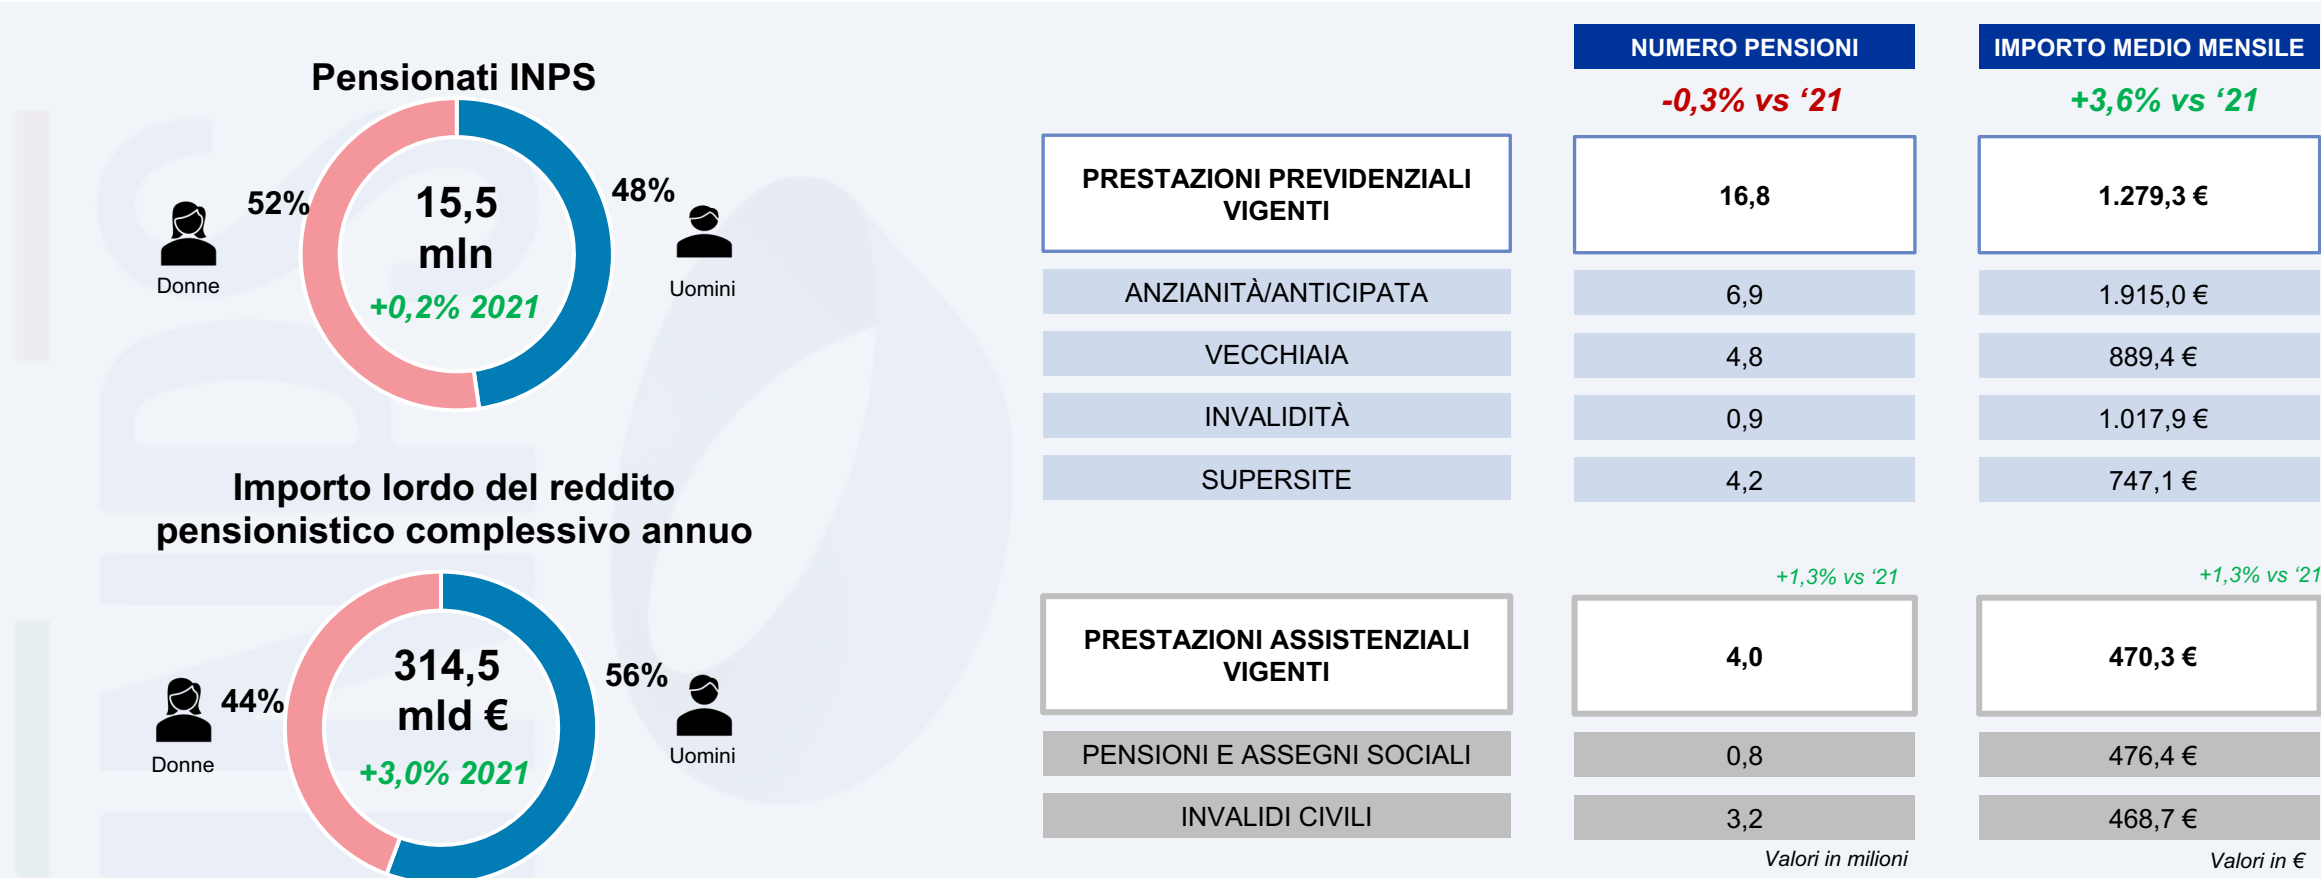 Pensionati INPS
52%
48%
15,5
mln
+0,2% 2021
Donne
Uomini
Importo lordo del reddito
pensionistico complessivo annuo
44%
56%
314,5
mld €
+3,0% 2021
Donne
Uomini
NUMERO PENSIONI
IMPORTO MEDIO MENSILE
-0,3% vs ‘21
+3,6% vs ‘21
PRESTAZIONI PREVIDENZIALI
VIGENTI
16,8
1.279,3 €
ANZIANITÀ/ANTICIPATA
6,9
1.915,0 €
VECCHIAIA
4,8
889,4 €
INVALIDITÀ
0,9
1.017,9 €
SUPERSITE
4,2
747,1 €
+1,3% vs ‘21
+1,3% vs ‘21
PRESTAZIONI ASSISTENZIALI
VIGENTI
4,0
470,3 €
PENSIONI E ASSEGNI SOCIALI
0,8
476,4 €
INVALIDI CIVILI
3,2
468,7 €
Valori in milioni
Valori in €